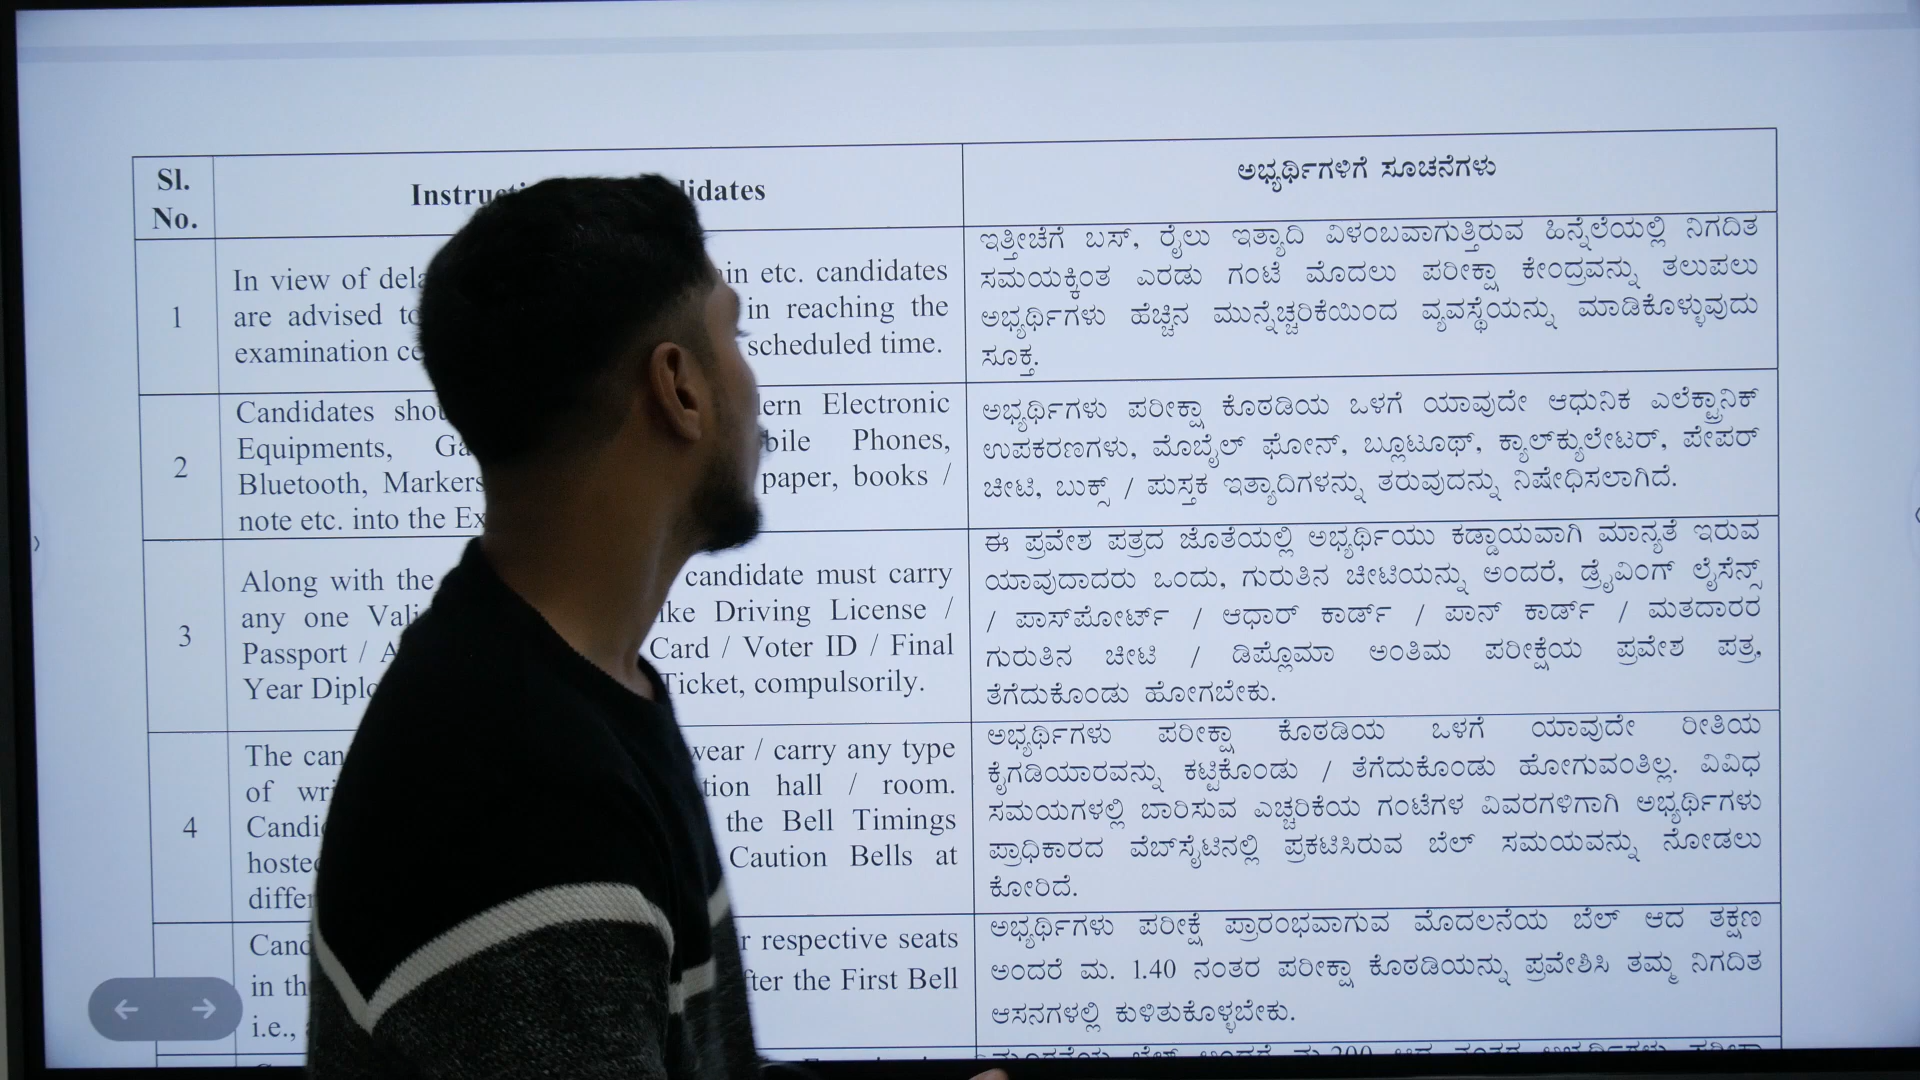 Sl.
No.
Instructi
didates
ಅಭ್ಯರ್ಥಿಗಳಿಗೆ ಸೂಚನೆಗಳು
1
In view of dela
in etc. candidates
are advised to
in reaching the
examination ce
scheduled time.
ಇತ್ತೀಚೆಗೆ ಬಸ್, ರೈಲು ಇತ್ಯಾದಿ ವಿಳಂಬವಾಗುತ್ತಿರುವ ಹಿನ್ನೆಲೆಯಲ್ಲಿ ನಿಗದಿತ
ಸಮಯಕ್ಕಿಂತ ಎರಡು ಗಂಟೆ ಮೊದಲು ಪರೀಕ್ಷಾ ಕೇಂದ್ರವನ್ನು ತಲುಪಲು
ಅಭ್ಯರ್ಥಿಗಳು ಹೆಚ್ಚಿನ ಮುನ್ನೆಚ್ಚರಿಕೆಯಿಂದ ವ್ಯವಸ್ಥೆಯನ್ನು ಮಾಡಿಕೊಳ್ಳುವುದು
ಸೂಕ್ತ.
2
Candidates shou
ern Electronic
Equipments, Ga
bile Phones,
Bluetooth, Markers
paper, books /
note etc. into the Ex
ಅಭ್ಯರ್ಥಿಗಳು ಪರೀಕ್ಷಾ ಕೊಠಡಿಯ ಒಳಗೆ ಯಾವುದೇ ಆಧುನಿಕ ಎಲೆಕ್ಟ್ರಾನಿಕ್
ಉಪಕರಣಗಳು, ಮೊಬೈಲ್ ಫೋನ್, ಬ್ಲೂಟೂಥ್, ಕ್ಯಾಲ್‌ಕ್ಯುಲೇಟರ್, ಪೇಪರ್
ಚೀಟಿ, ಬುಕ್ಸ್ / ಪುಸ್ತಕ ಇತ್ಯಾದಿಗಳನ್ನು ತರುವುದನ್ನು ನಿಷೇಧಿಸಲಾಗಿದೆ.
3
Along with the
candidate must carry
any one Vali
ike Driving License /
Passport / A
Card / Voter ID / Final
Year Diplo
Ticket, compulsorily.
ಈ ಪ್ರವೇಶ ಪತ್ರದ ಜೊತೆಯಲ್ಲಿ ಅಭ್ಯರ್ಥಿಯು ಕಡ್ಡಾಯವಾಗಿ ಮಾನ್ಯತೆ ಇರುವ
ಯಾವುದಾದರು ಒಂದು, ಗುರುತಿನ ಚೀಟಿಯನ್ನು ಅಂದರೆ, ಡ್ರೈವಿಂಗ್ ಲೈಸೆನ್ಸ್
/ ಪಾಸ್‌ಪೋರ್ಟ್ / ಆಧಾರ್ ಕಾರ್ಡ್ / ಪಾನ್ ಕಾರ್ಡ್ / ಮತದಾರರ
ಗುರುತಿನ ಚೀಟಿ / ಡಿಪ್ಲೊಮಾ ಅಂತಿಮ ಪರೀಕ್ಷೆಯ ಪ್ರವೇಶ ಪತ್ರ,
ತೆಗೆದುಕೊಂಡು ಹೋಗಬೇಕು.
4
The can
wear / carry any type
of wri
tion hall / room.
Candi
the Bell Timings
hosted
Caution Bells at
differ
ಅಭ್ಯರ್ಥಿಗಳು ಪರೀಕ್ಷಾ ಕೊಠಡಿಯ ಒಳಗೆ ಯಾವುದೇ ರೀತಿಯ
ಕೈಗಡಿಯಾರವನ್ನು ಕಟ್ಟಿಕೊಂಡು / ತೆಗೆದುಕೊಂಡು ಹೋಗುವಂತಿಲ್ಲ. ವಿವಿಧ
ಸಮಯಗಳಲ್ಲಿ ಬಾರಿಸುವ ಎಚ್ಚರಿಕೆಯ ಗಂಟೆಗಳ ವಿವರಗಳಿಗಾಗಿ ಅಭ್ಯರ್ಥಿಗಳು
ಪ್ರಾಧಿಕಾರದ ವೆಬ್‌ಸೈಟಿನಲ್ಲಿ ಪ್ರಕಟಿಸಿರುವ ಬೆಲ್ ಸಮಯವನ್ನು ನೋಡಲು
ಕೋರಿದೆ.
Cand
r respective seats
in th
ter the First Bell
i.e.,
ಅಭ್ಯರ್ಥಿಗಳು ಪರೀಕ್ಷೆ ಪ್ರಾರಂಭವಾಗುವ ಮೊದಲನೆಯ ಬೆಲ್ ಆದ ತಕ್ಷಣ
ಅಂದರೆ ಮ. 1.40 ನಂತರ ಪರೀಕ್ಷಾ ಕೊಠಡಿಯನ್ನು ಪ್ರವೇಶಿಸಿ ತಮ್ಮ ನಿಗದಿತ
ಆಸನಗಳಲ್ಲಿ ಕುಳಿತುಕೊಳ್ಳಬೇಕು.